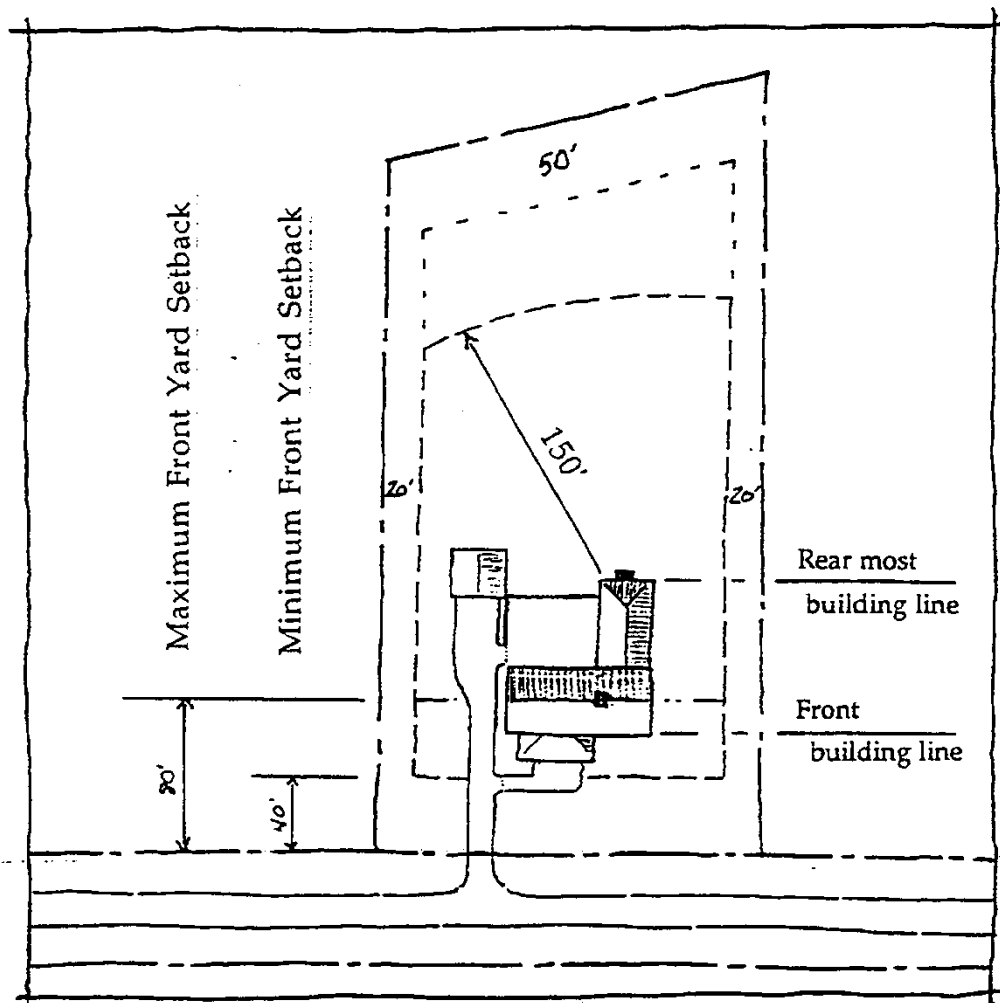 50'
Maximum Front Yard Setback
Minimum Front Yard Setback
150'
20'
20'
Rear most
building line
Front
building line
80'
40'